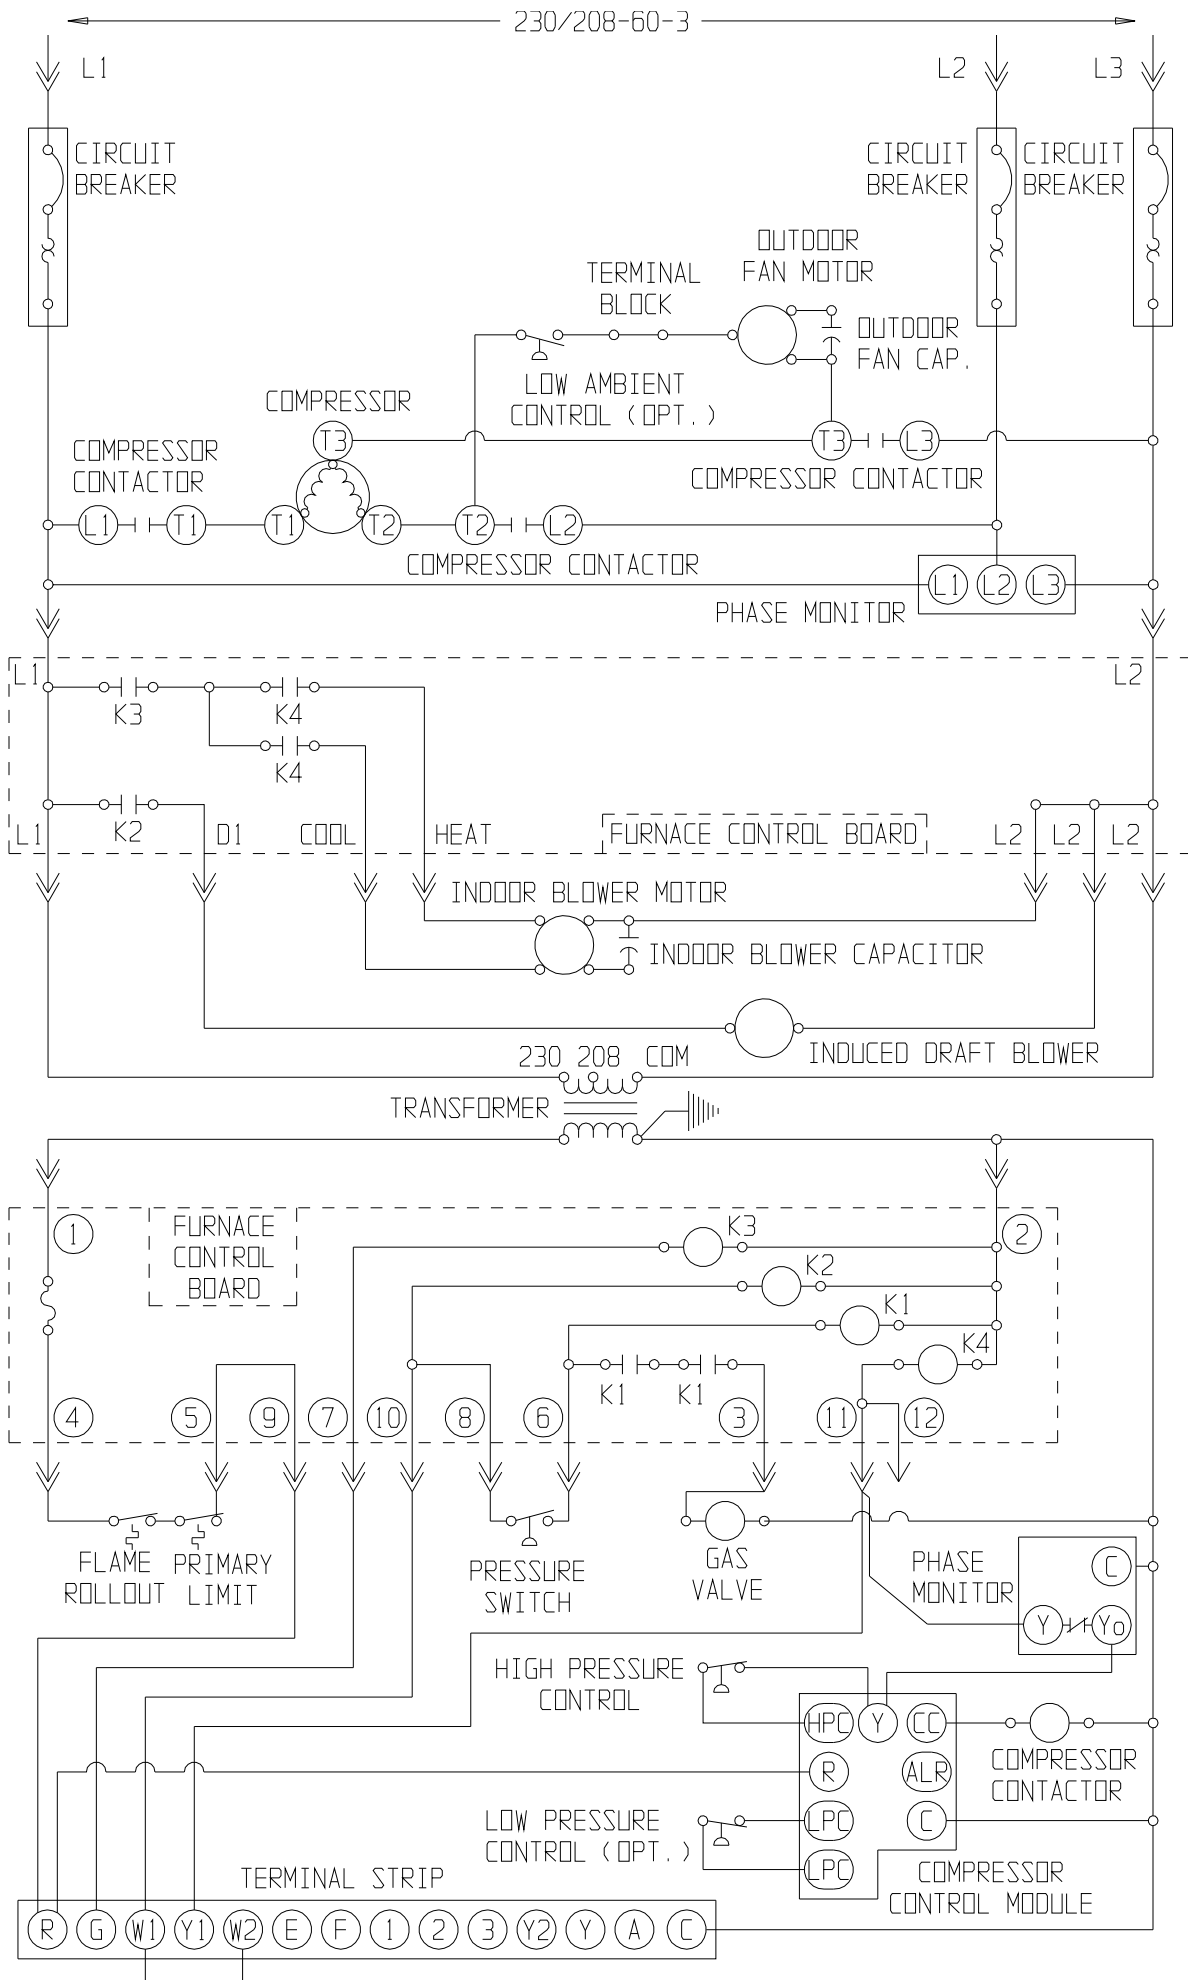 230/208-60-3
L1
L2
L3
CIRCUIT
BREAKER
CIRCUIT
BREAKER
CIRCUIT
BREAKER
OUTDOOR
FAN MOTOR
TERMINAL
BLOCK
OUTDOOR
FAN CAP.
LOW AMBIENT
CONTROL (OPT.)
COMPRESSOR
T3
T3
L3
COMPRESSOR
CONTACTOR
COMPRESSOR CONTACTOR
L1
T1
T1
T2
T2
L2
COMPRESSOR CONTACTOR
L1
L2
L3
PHASE MONITOR
L1
L2
K3
K4
K4
K2
L1
D1
COOL
HEAT
FURNACE CONTROL BOARD
L2
L2
L2
INDOOR BLOWER MOTOR
INDOOR BLOWER CAPACITOR
INDUCED DRAFT BLOWER
230 208 COM
TRANSFORMER
1
FURNACE
CONTROL
BOARD
K3
2
K2
K1
K4
K1
K1
4
5
9
7
10
8
6
3
11
12
FLAME
ROLLOUT
PRIMARY
LIMIT
PRESSURE
SWITCH
GAS
VALVE
PHASE
MONITOR
C
Y
Yo
HIGH PRESSURE
CONTROL
HPC
Y
CC
COMPRESSOR
CONTACTOR
R
ALR
LOW PRESSURE
CONTROL (OPT.)
LPC
C
LPC
COMPRESSOR
CONTROL MODULE
TERMINAL STRIP
R
G
W1
Y1
W2
E
F
1
2
3
Y2
Y
A
C